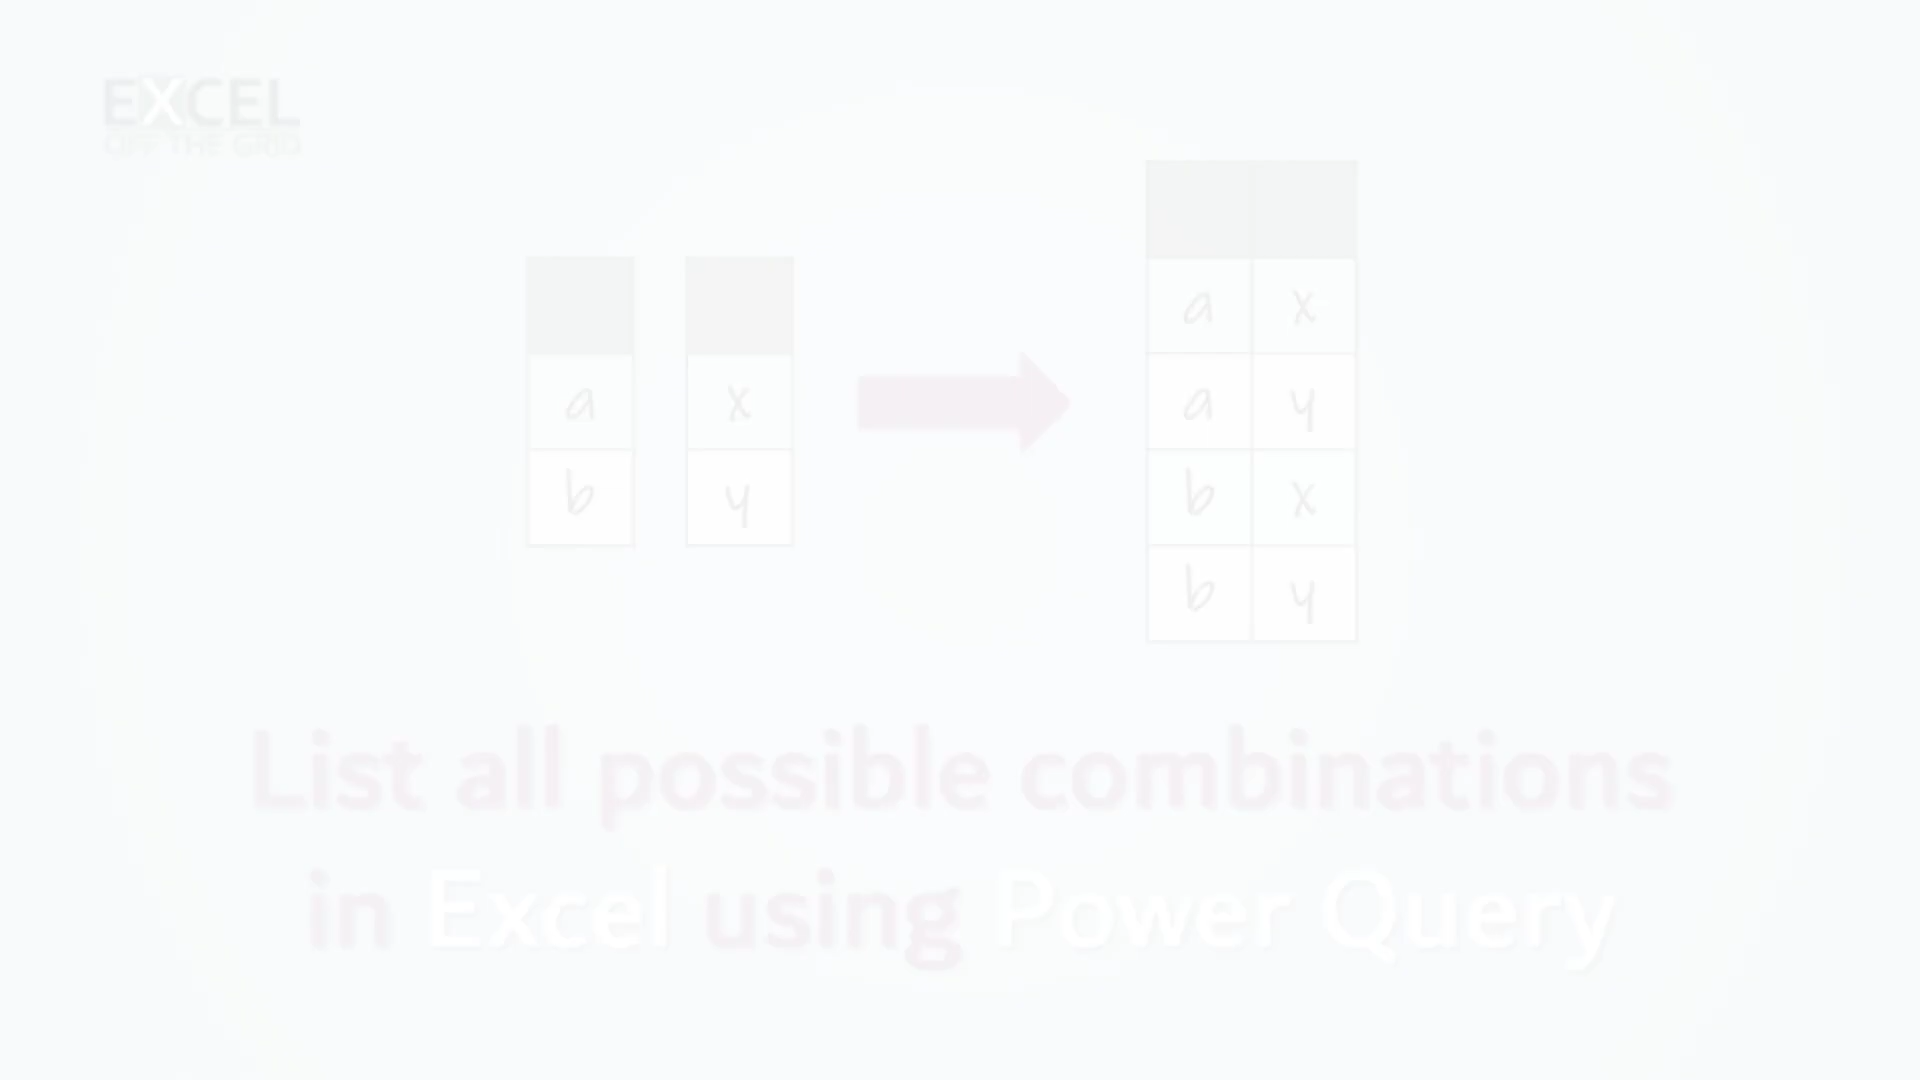 EXCEL
OFF THE GRID
a x
a x
a y
b y
b x
b y
List all possible combinations
in Excel using Power Query